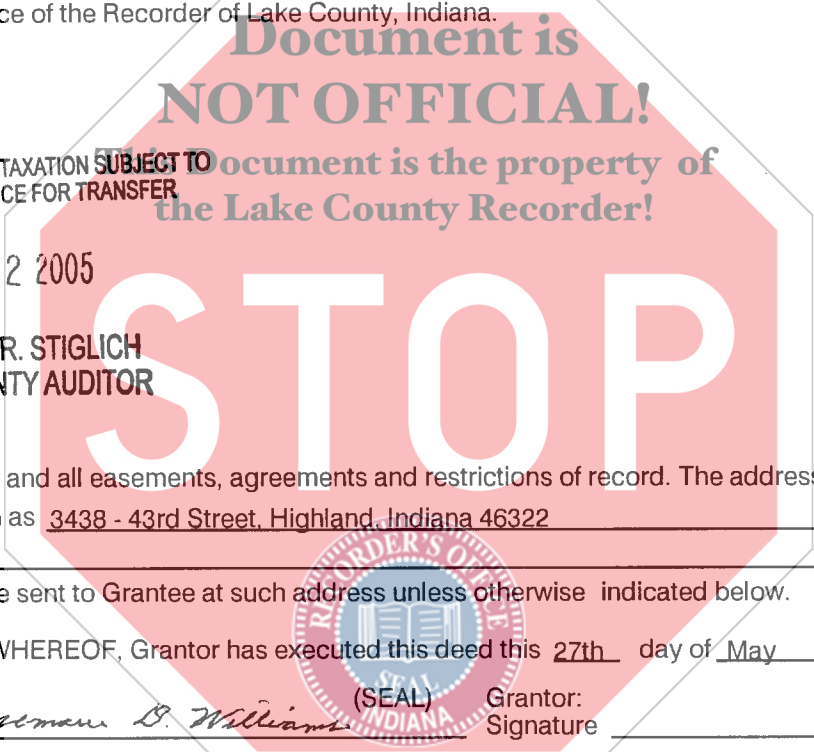 ce of the Recorder of Lake County, Indiana.
Document is
NOT OFFICIAL!
This Document is the property of
the Lake County Recorder!
TAXATION SUBJECT TO
CE FOR TRANSFER
2 2005
R. STIGLICH
NTY AUDITOR
STOP
and all easements, agreements and restrictions of record. The address
as 3438 - 43rd Street, Highland, Indiana 46322
RECORDER'S OFFICE
e sent to Grantee at such address unless otherwise indicated below.
WHEREOF, Grantor has executed this deed this 27th day of May
SEAL
INDIANA
(SEAL) Grantor:
D. Williams Signature